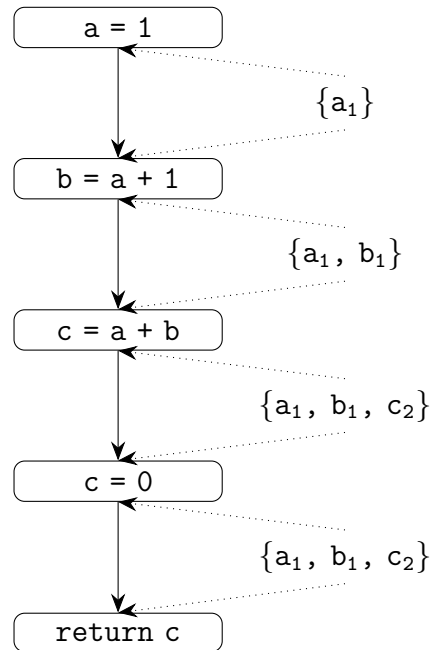 a = 1
{a₁}
b = a + 1
{a₁, b₁}
c = a + b
{a₁, b₁, c₂}
c = 0
{a₁, b₁, c₂}
return c